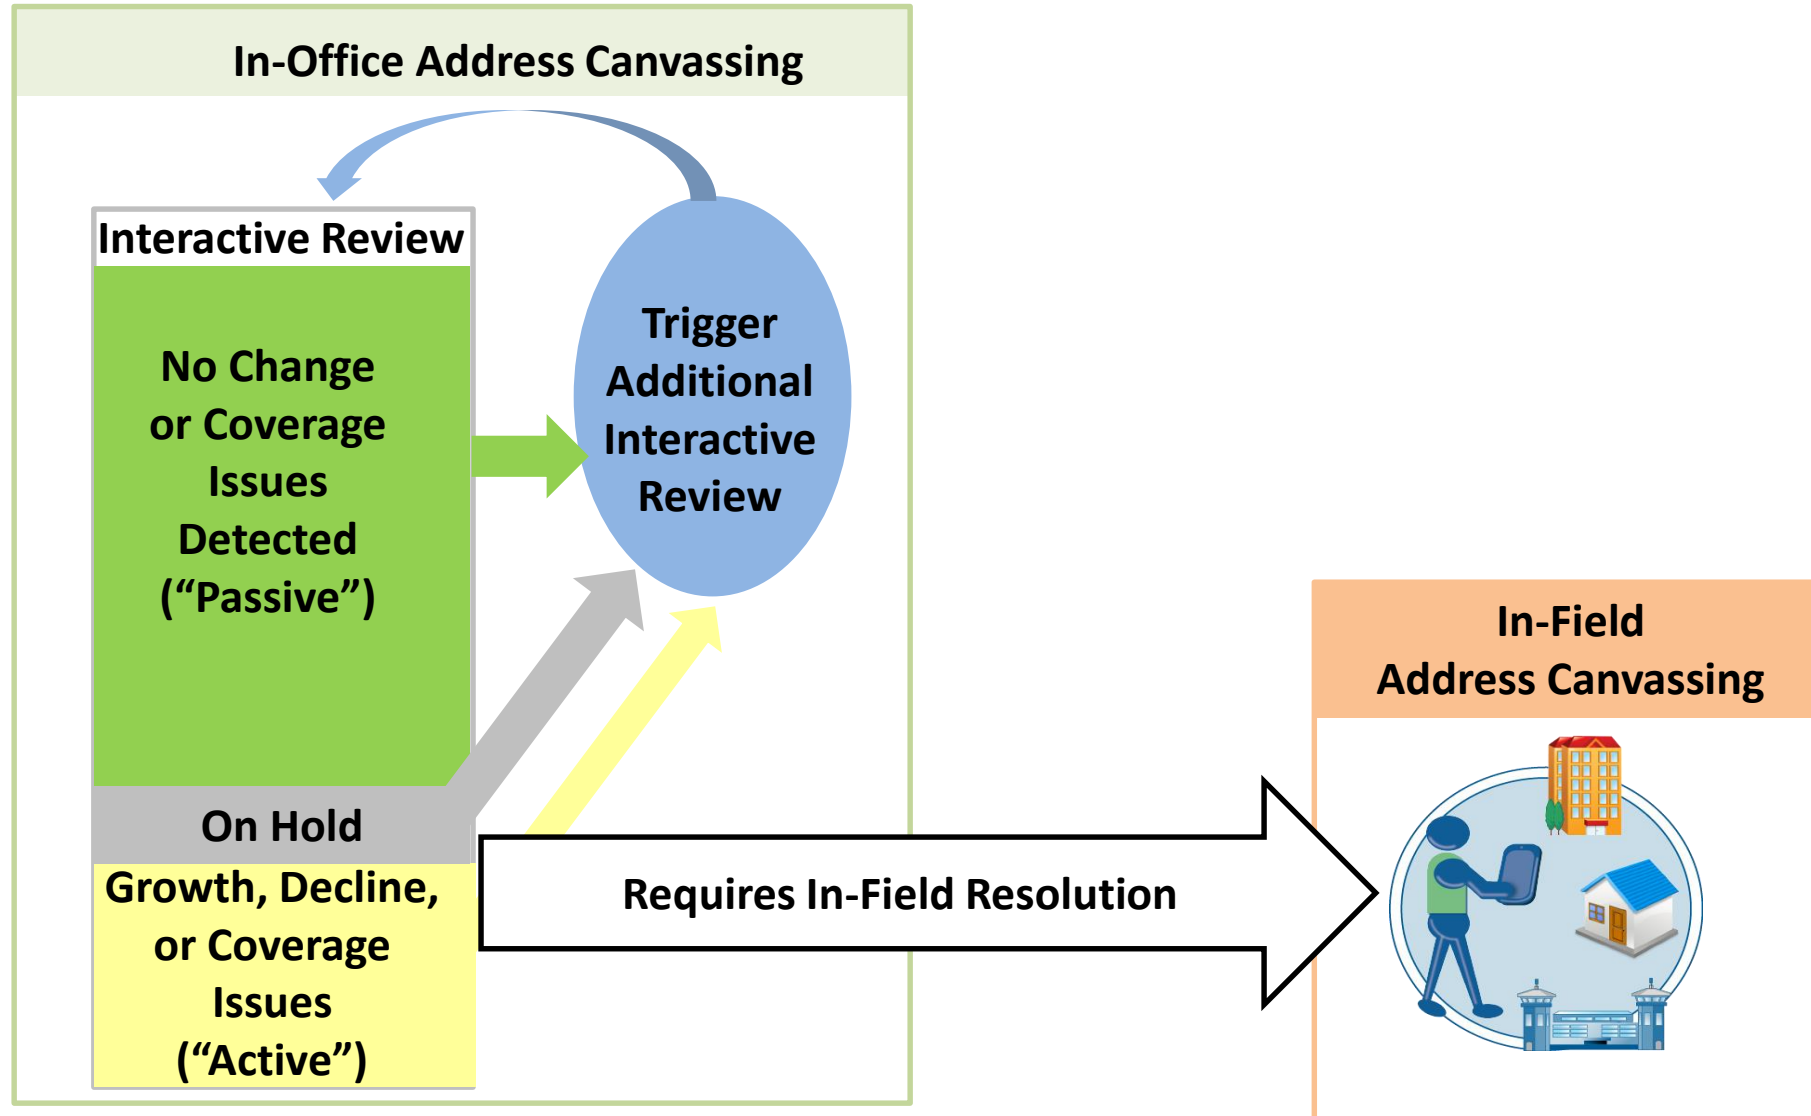 In-Office Address Canvassing
Interactive Review
No Change
or Coverage
Issues
Detected
(“Passive”)
On Hold
Growth, Decline,
or Coverage
Issues
(“Active”)
Trigger
Additional
Interactive
Review
Requires In-Field Resolution
In-Field
Address Canvassing